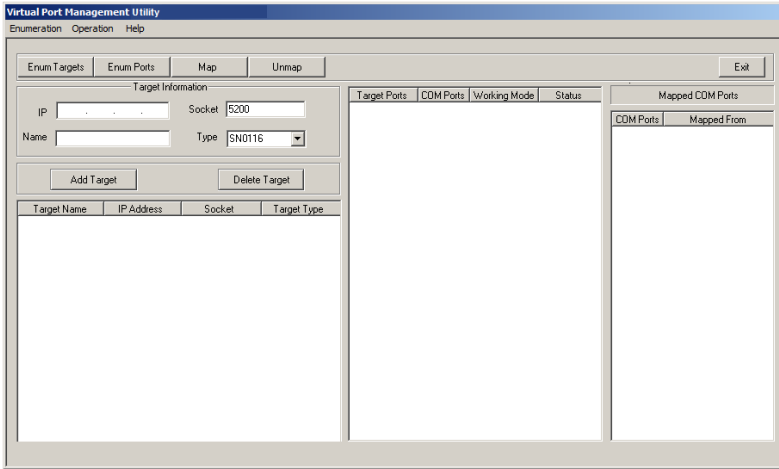 Virtual Port Management Utility
Enumeration Operation Help
Enum Targets Enum Ports Map Unmap Exit
Target Information
IP . . . Socket 5200
Name Type SN0116
Add Target Delete Target
Target Name IP Address Socket Target Type
Target Ports COM Ports Working Mode Status
Mapped COM Ports
COM Ports Mapped From